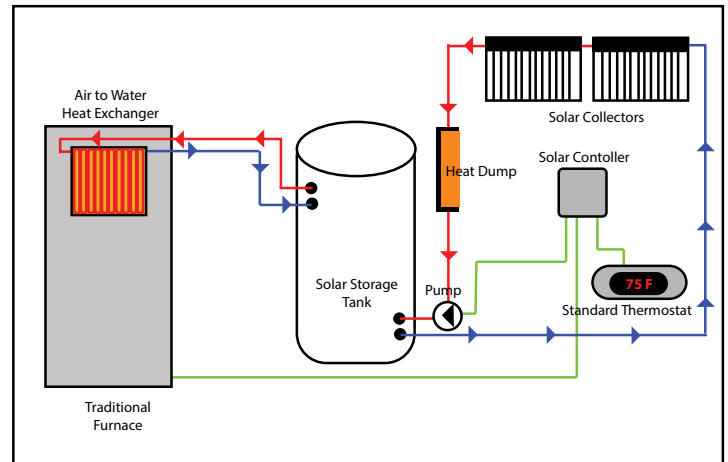 Air to Water
Heat Exchanger
Solar Collectors
Solar Contoller
Heat Dump
75 F
Standard Thermostat
Solar Storage
Tank
Pump
Traditional
Furnace